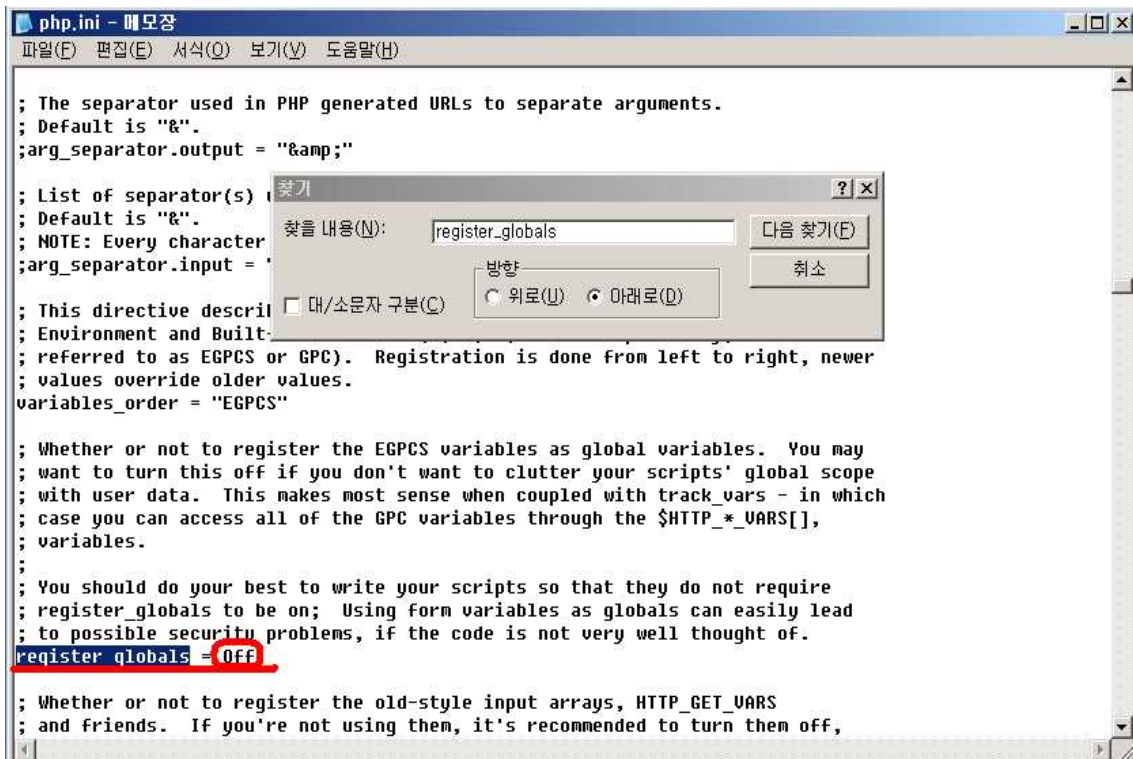 php.ini - 메모장
파일(F) 편집(E) 서식(O) 보기(V) 도움말(H)
; The separator used in PHP generated URLs to separate arguments.
; Default is "&".
;arg_separator.output = "&amp;"
; List of separator(s)
; Default is "&".
; NOTE: Every character
;arg_separator.input = "
찾기
찾을 내용(N): register_globals 다음 찾기(F)
방향 취소
대/소문자 구분(C) 위로(U) 아래로(D)
; This directive descri
; Environment and Built-
; referred to as EGPCS or GPC). Registration is done from left to right, newer
; values override older values.
variables_order = "EGPCS"
; Whether or not to register the EGPCS variables as global variables. You may
; want to turn this off if you don't want to clutter your scripts' global scope
; with user data. This makes most sense when coupled with track_vars - in which
; case you can access all of the GPC variables through the $HTTP_*_VARS[],
; variables.
;
; You should do your best to write your scripts so that they do not require
; register_globals to be on; Using form variables as globals can easily lead
; to possible security problems, if the code is not very well thought of.
register_globals = Off
; Whether or not to register the old-style input arrays, HTTP_GET_VARS
; and friends. If you're not using them, it's recommended to turn them off,